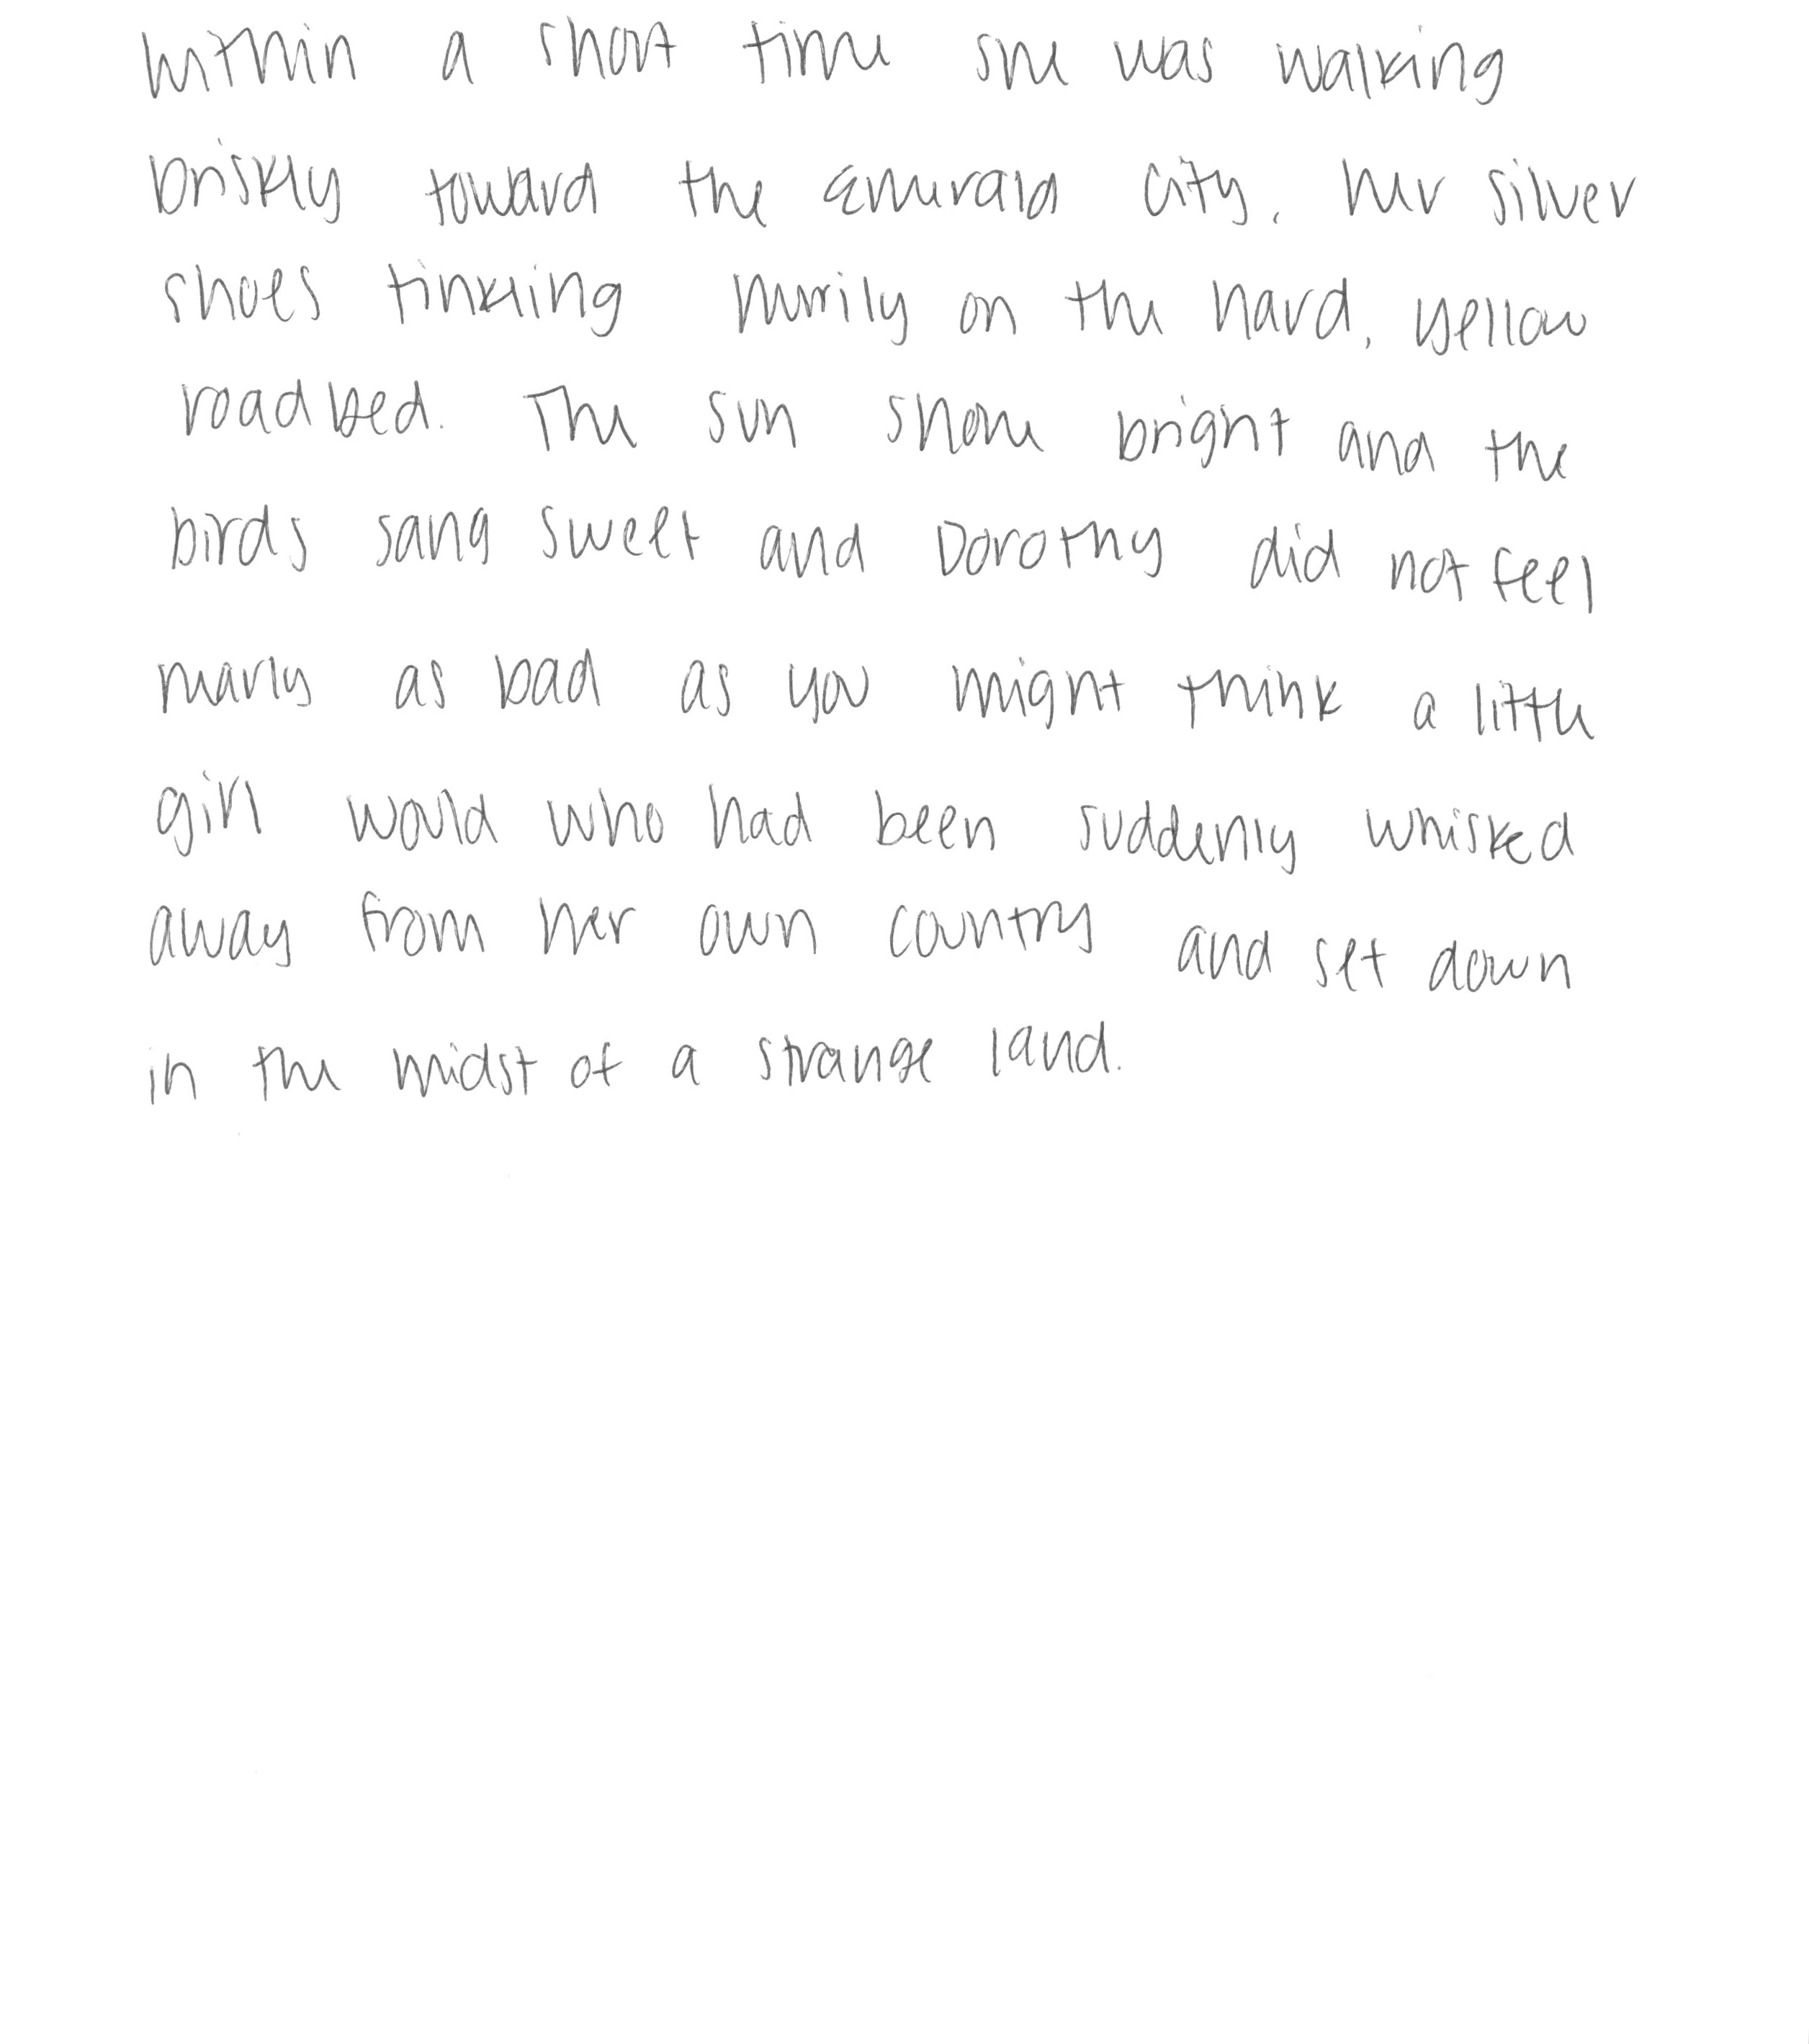 Within a short time she was walking
briskly toward the Emerald City, her silver
shoes tinkling merrily on the hard, yellow
roadbed. The sun shone bright and the
birds sang sweet and Dorothy did not feel
nearly as bad as you might think a little
girl would who had been suddenly whisked
away from her own country and set down
in the midst of a strange land.